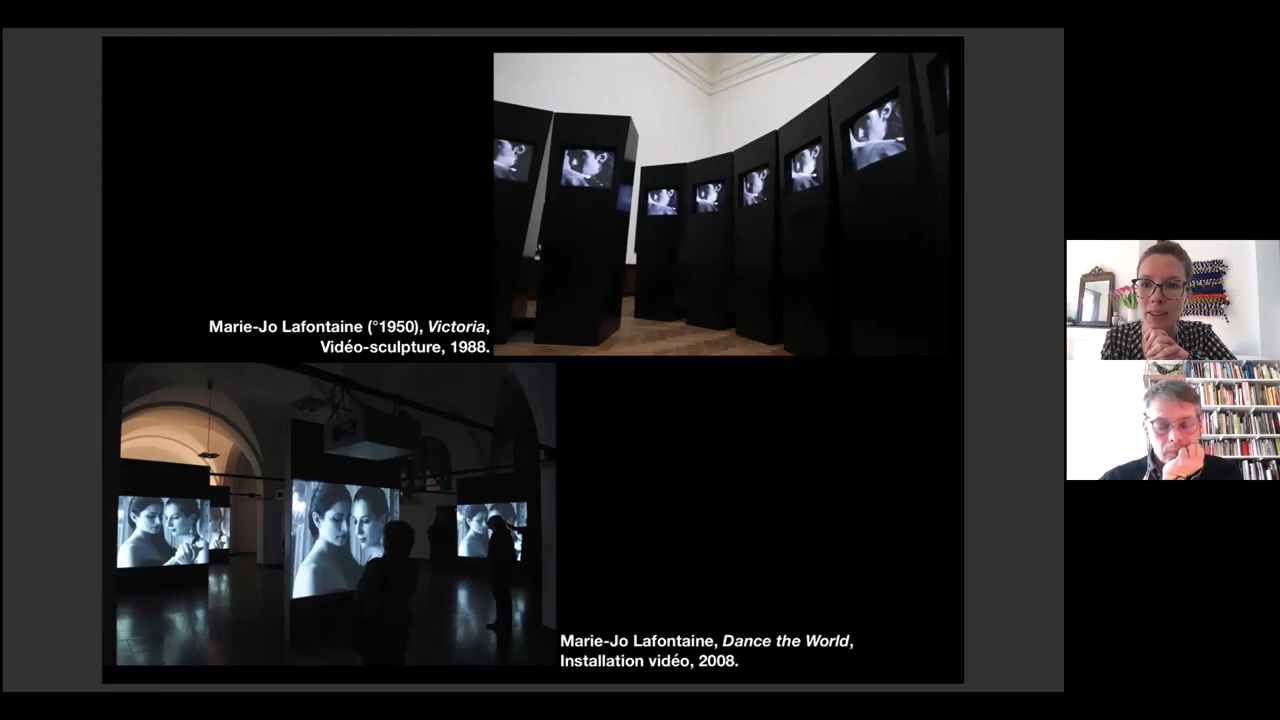 Marie-Jo Lafontaine (°1950), Victoria,
Vidéo-sculpture, 1988.
Marie-Jo Lafontaine, Dance the World,
Installation vidéo, 2008.